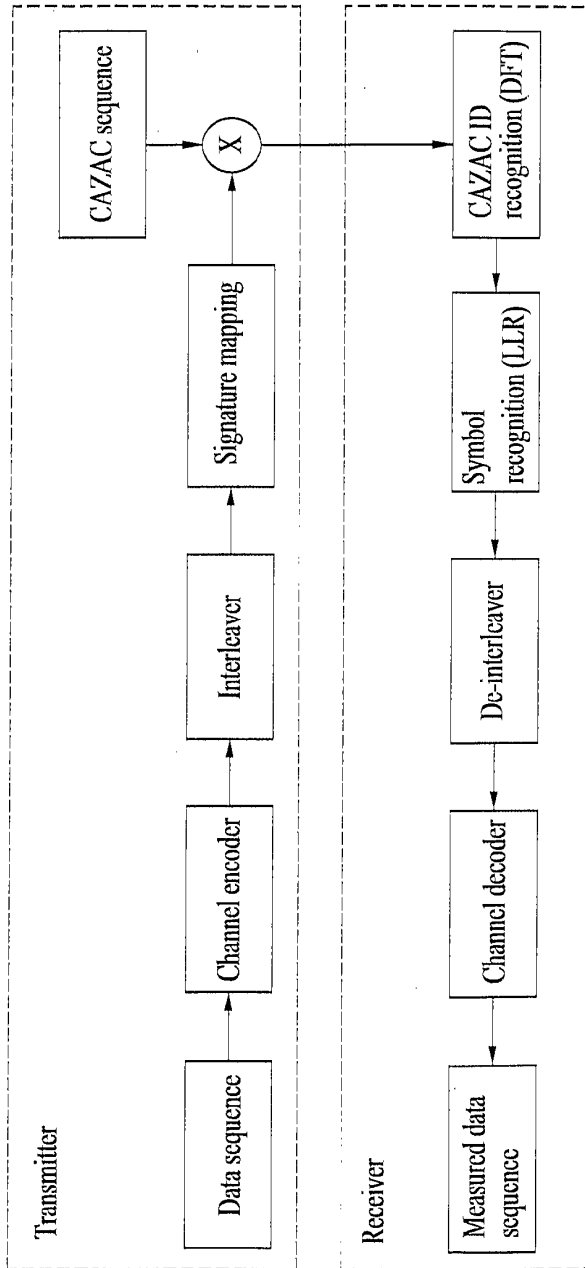 Transmitter
Data sequence
Channel encoder
Interleaver
Signature mapping
X
CAZAC sequence
Receiver
Measured data
sequence
Channel decoder
De-interleaver
Symbol
recognition (LLR)
CAZAC ID
recognition (DFT)